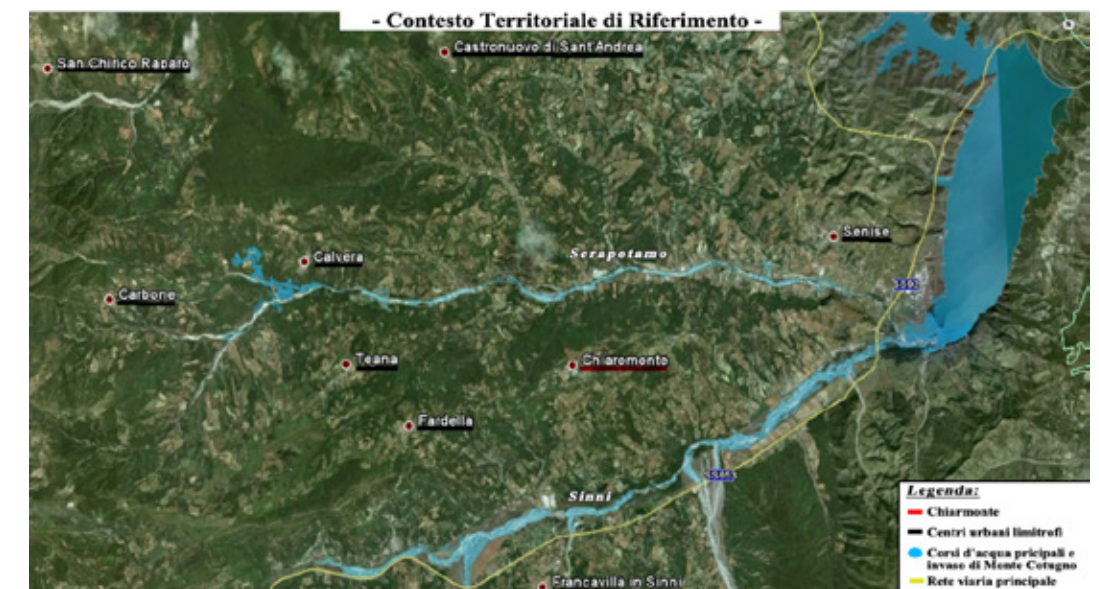 - Contesto Territoriale di Riferimento -
Castronuovo di Sant'Andrea
San Chirico Raparo
Senise
Serapotamo
Calvera
Carbone
Teana
Chiaromonte
Fardella
Sinni
Francavilla in Sinni
Legenda:
Chiarmonte
Centri urbani limitrofi
Corsi d'acqua pricipali e
invaso di Monte Cotugno
Rete viaria principale